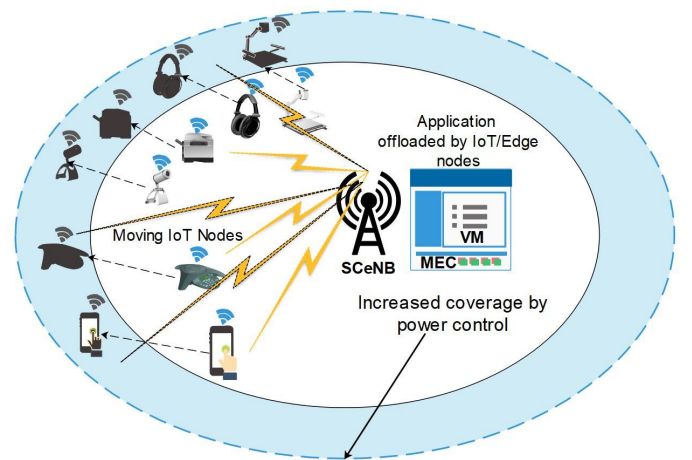 Application
offloaded by IoT/Edge
nodes
VM
MEC
SCeNB
Moving IoT Nodes
Increased coverage by
power control